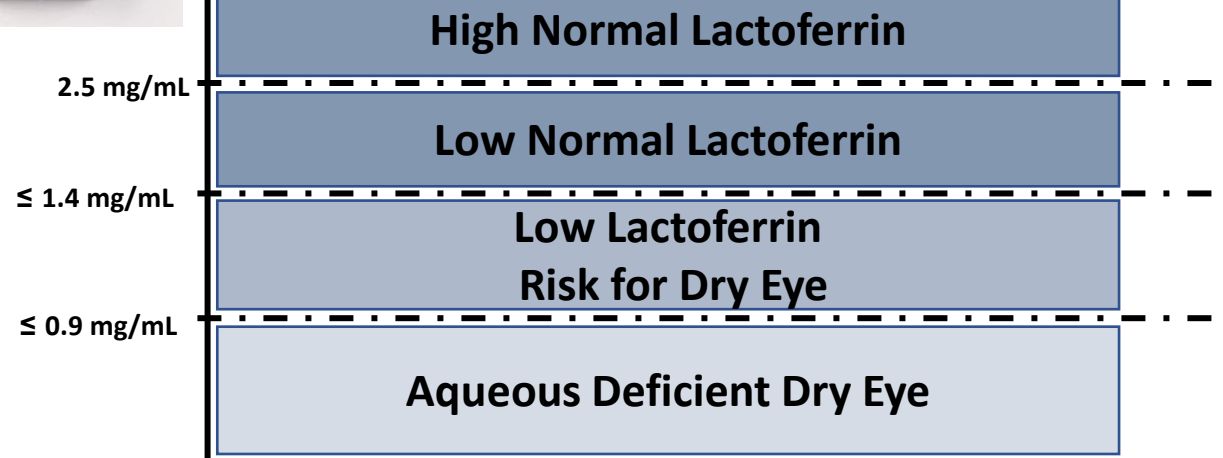 High Normal Lactoferrin
2.5 mg/mL
Low Normal Lactoferrin
≤ 1.4 mg/mL
Low Lactoferrin
Risk for Dry Eye
≤ 0.9 mg/mL
Aqueous Deficient Dry Eye